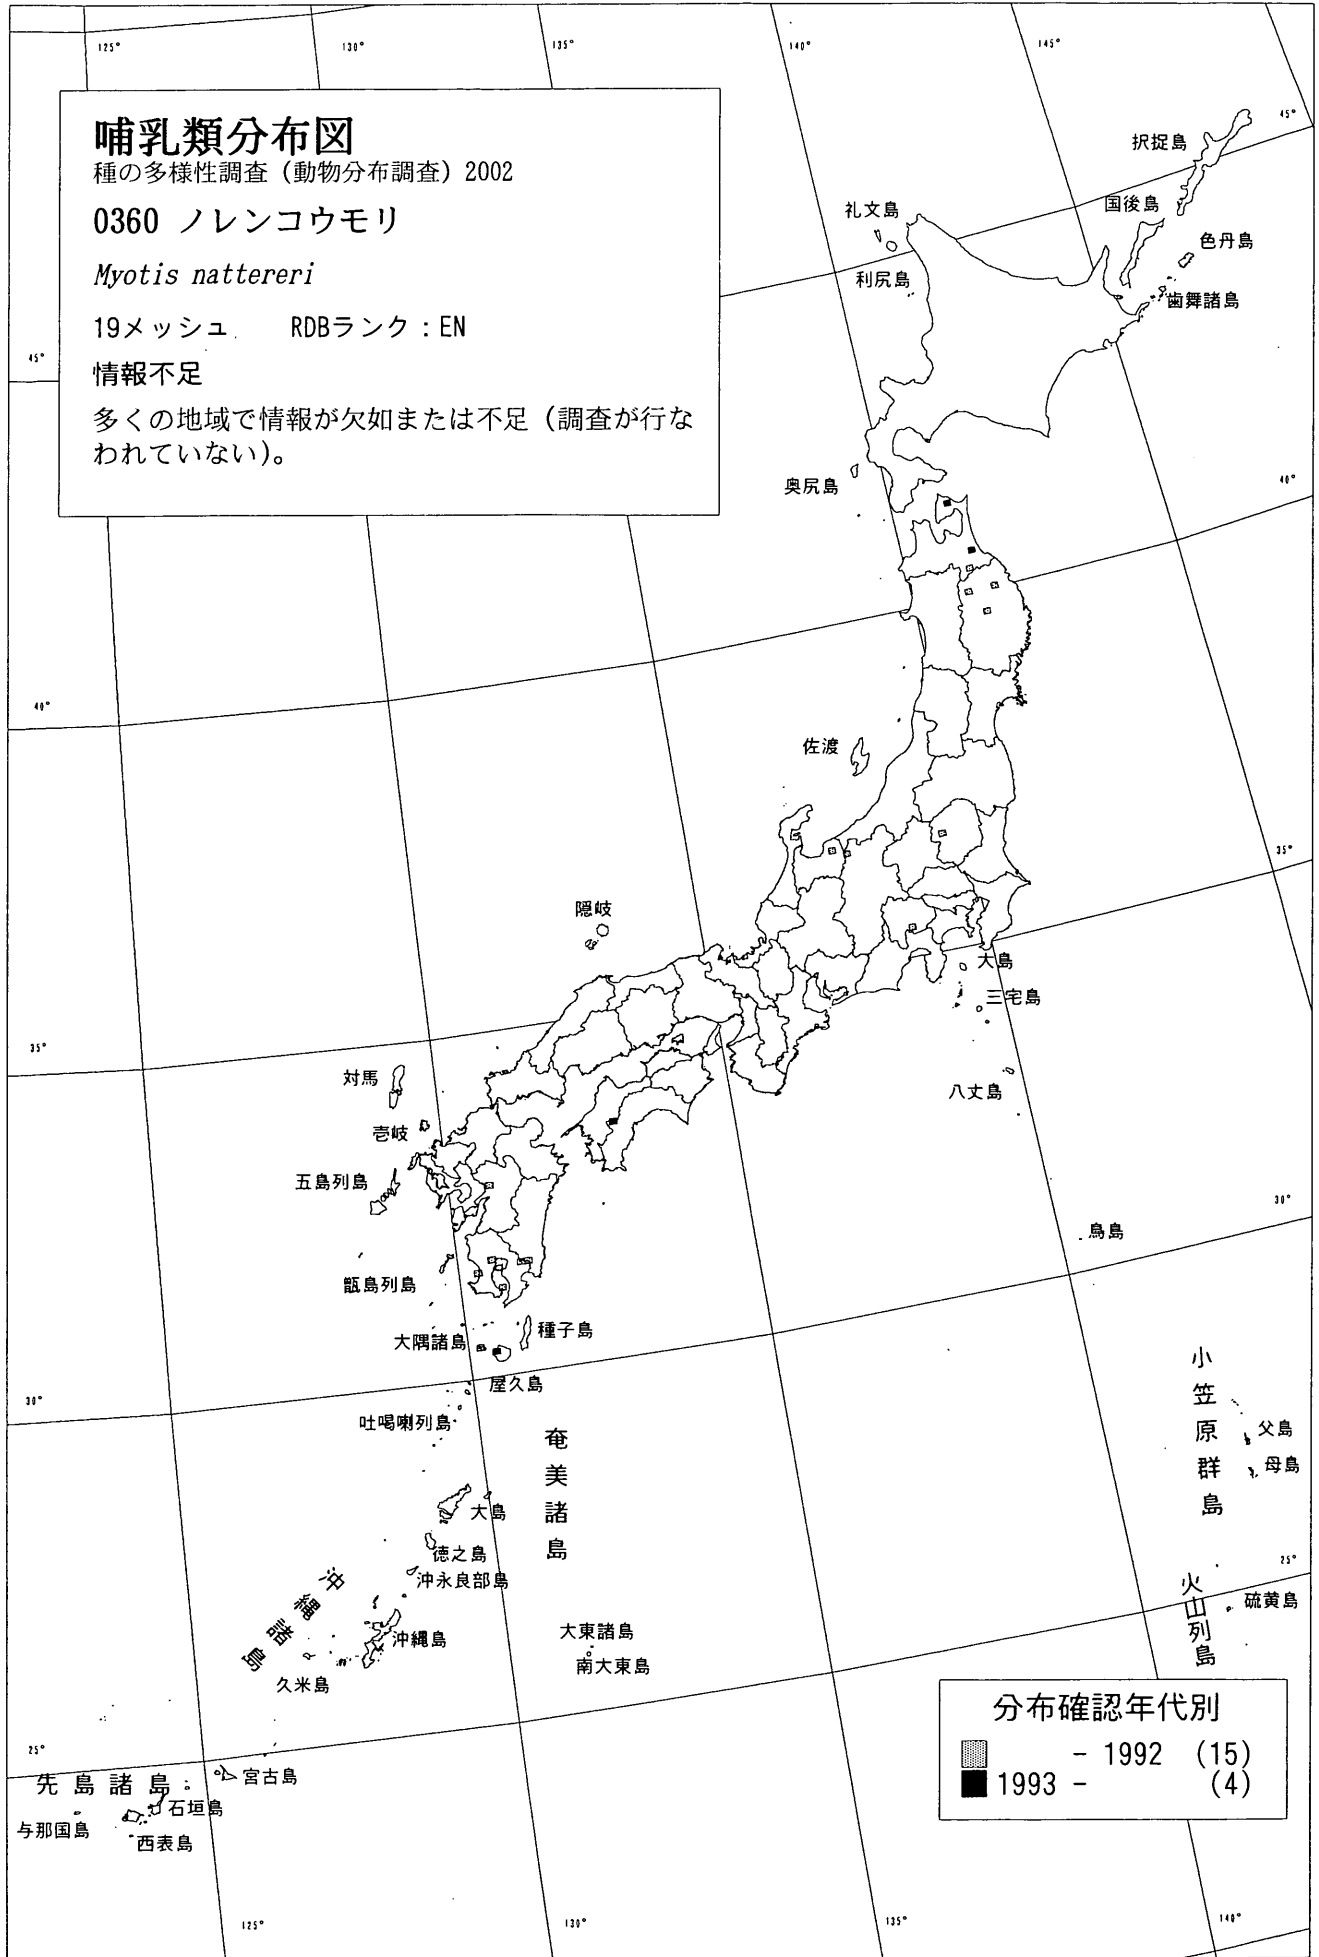 125°
130°
135°
140°
145°
哺乳類分布図
種の多様性調査（動物分布調査）2002
0360 ノレンコウモリ
Myotis nattereri
19メッシュ RDBランク：EN
情報不足
多くの地域で情報が欠如または不足（調査が行な
われていない）。
45°
択捉島
国後島
礼文島
色丹島
利尻島
歯舞諸島
45°
奥尻島
40°
40°
佐渡
35°
隠岐
大島
三宅島
35°
対馬
八丈島
壱岐
五島列島
30°
鳥島
甑島列島
種子島
大隅諸島
屋久島
30°
吐噶喇列島
奄美諸島
小笠原群島
父島
母島
大島
徳之島
沖永良部島
沖縄諸島
沖縄島
久米島
大東諸島
南大東島
25°
火山列島
硫黄島
25°
先島諸島
宮古島
石垣島
与那国島
西表島
分布確認年代別
- 1992 (15)
1993 - (4)
125°
130°
135°
140°